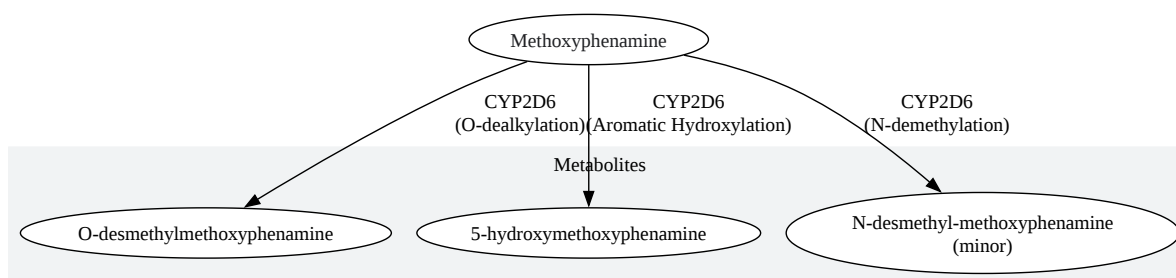 Methoxyphenamine
CYP2D6
(O-dealkylation)
CYP2D6
(Aromatic Hydroxylation)
CYP2D6
(N-demethylation)
Metabolites
O-desmethylmethoxyphenamine
5-hydroxymethoxyphenamine
N-desmethyl-methoxyphenamine
(minor)